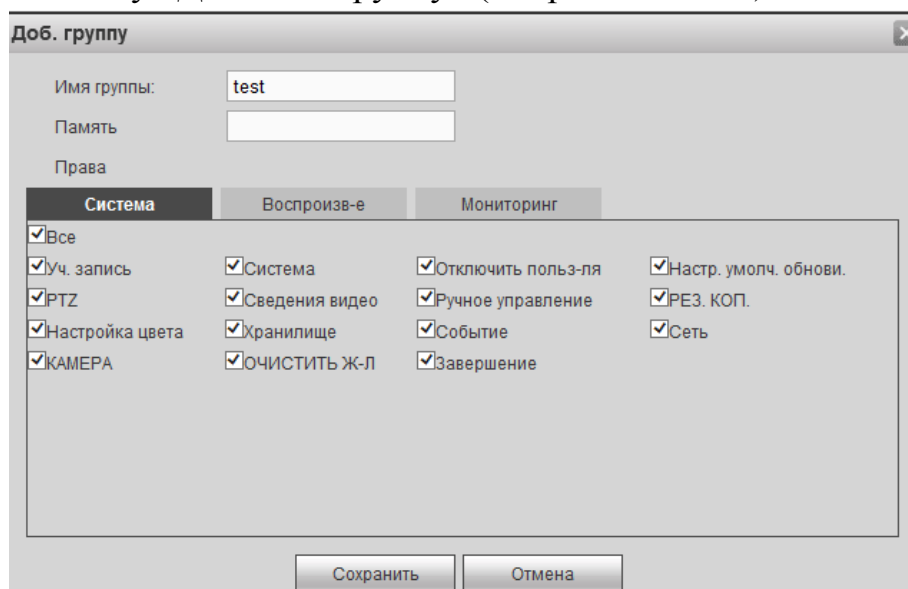 Доб. группу
Имя группы: test
Память
Права
Система Воспроизв-е Мониторинг
Все
Уч. запись Система Отключить польз-ля Настр. умолч. обнови.
PTZ Сведения видео Ручное управление РЕЗ. КОП.
Настройка цвета Хранилище Событие Сеть
КАМЕРА ОЧИСТИТЬ Ж-Л Завершение
Сохранить Отмена